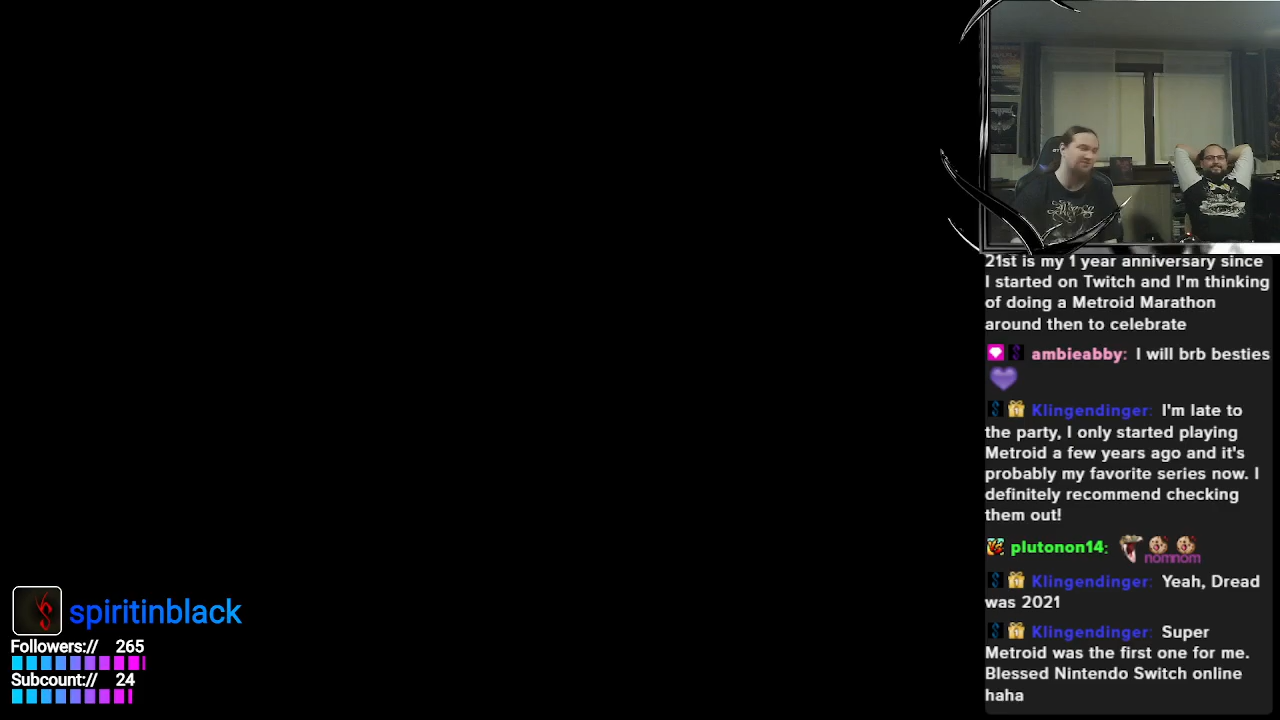 21st is my 1 year anniversary since
I started on Twitch and I'm thinking
of doing a Metroid Marathon
around then to celebrate
ambieabby: I will brb besties
Klingendinger: I'm late to
the party, I only started playing
Metroid a few years ago and it's
probably my favorite series now. I
definitely recommend checking
them out!
plutonon14: nomnom
Klingendinger: Yeah, Dread
was 2021
Klingendinger: Super
Metroid was the first one for me.
Blessed Nintendo Switch online
haha
spiritinblack
Followers:// 265
Subcount:// 24